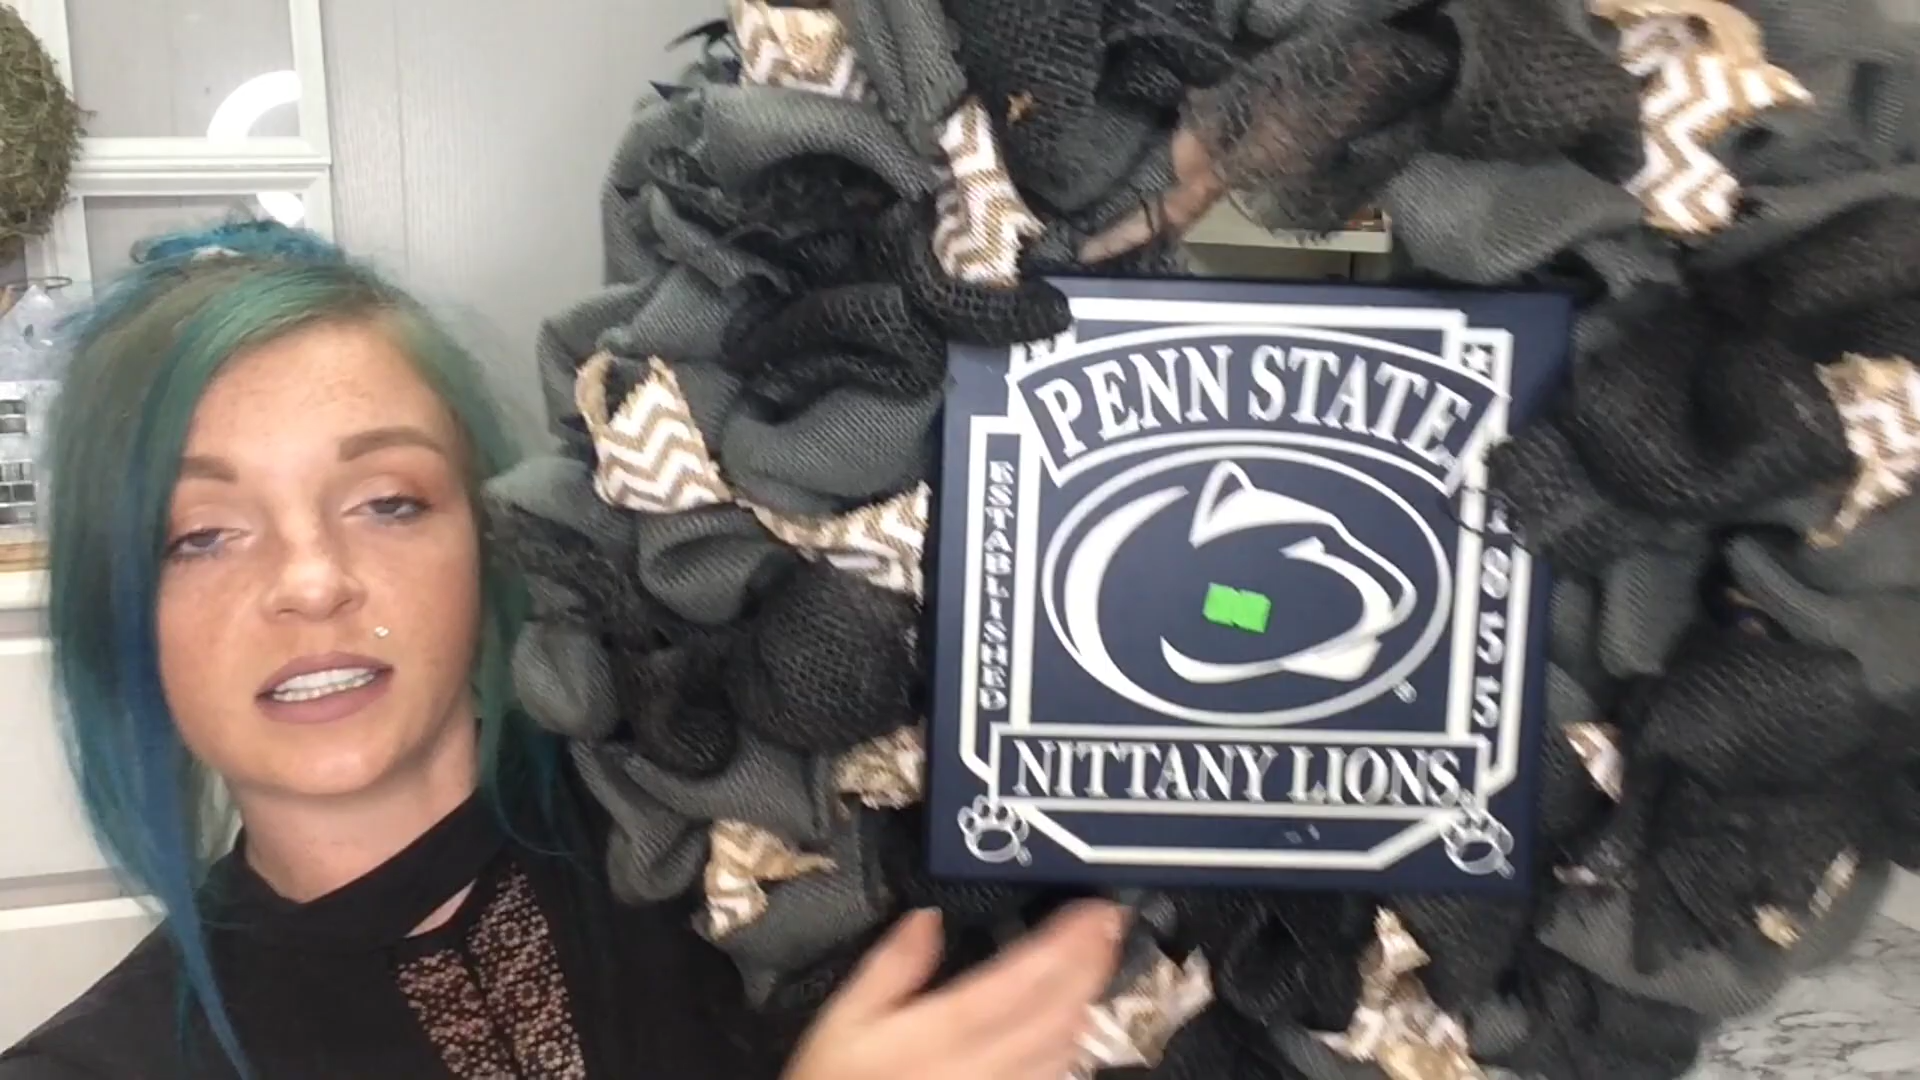 PENN STATE
ESTABLISHED
1855
NITTANY LIONS
®